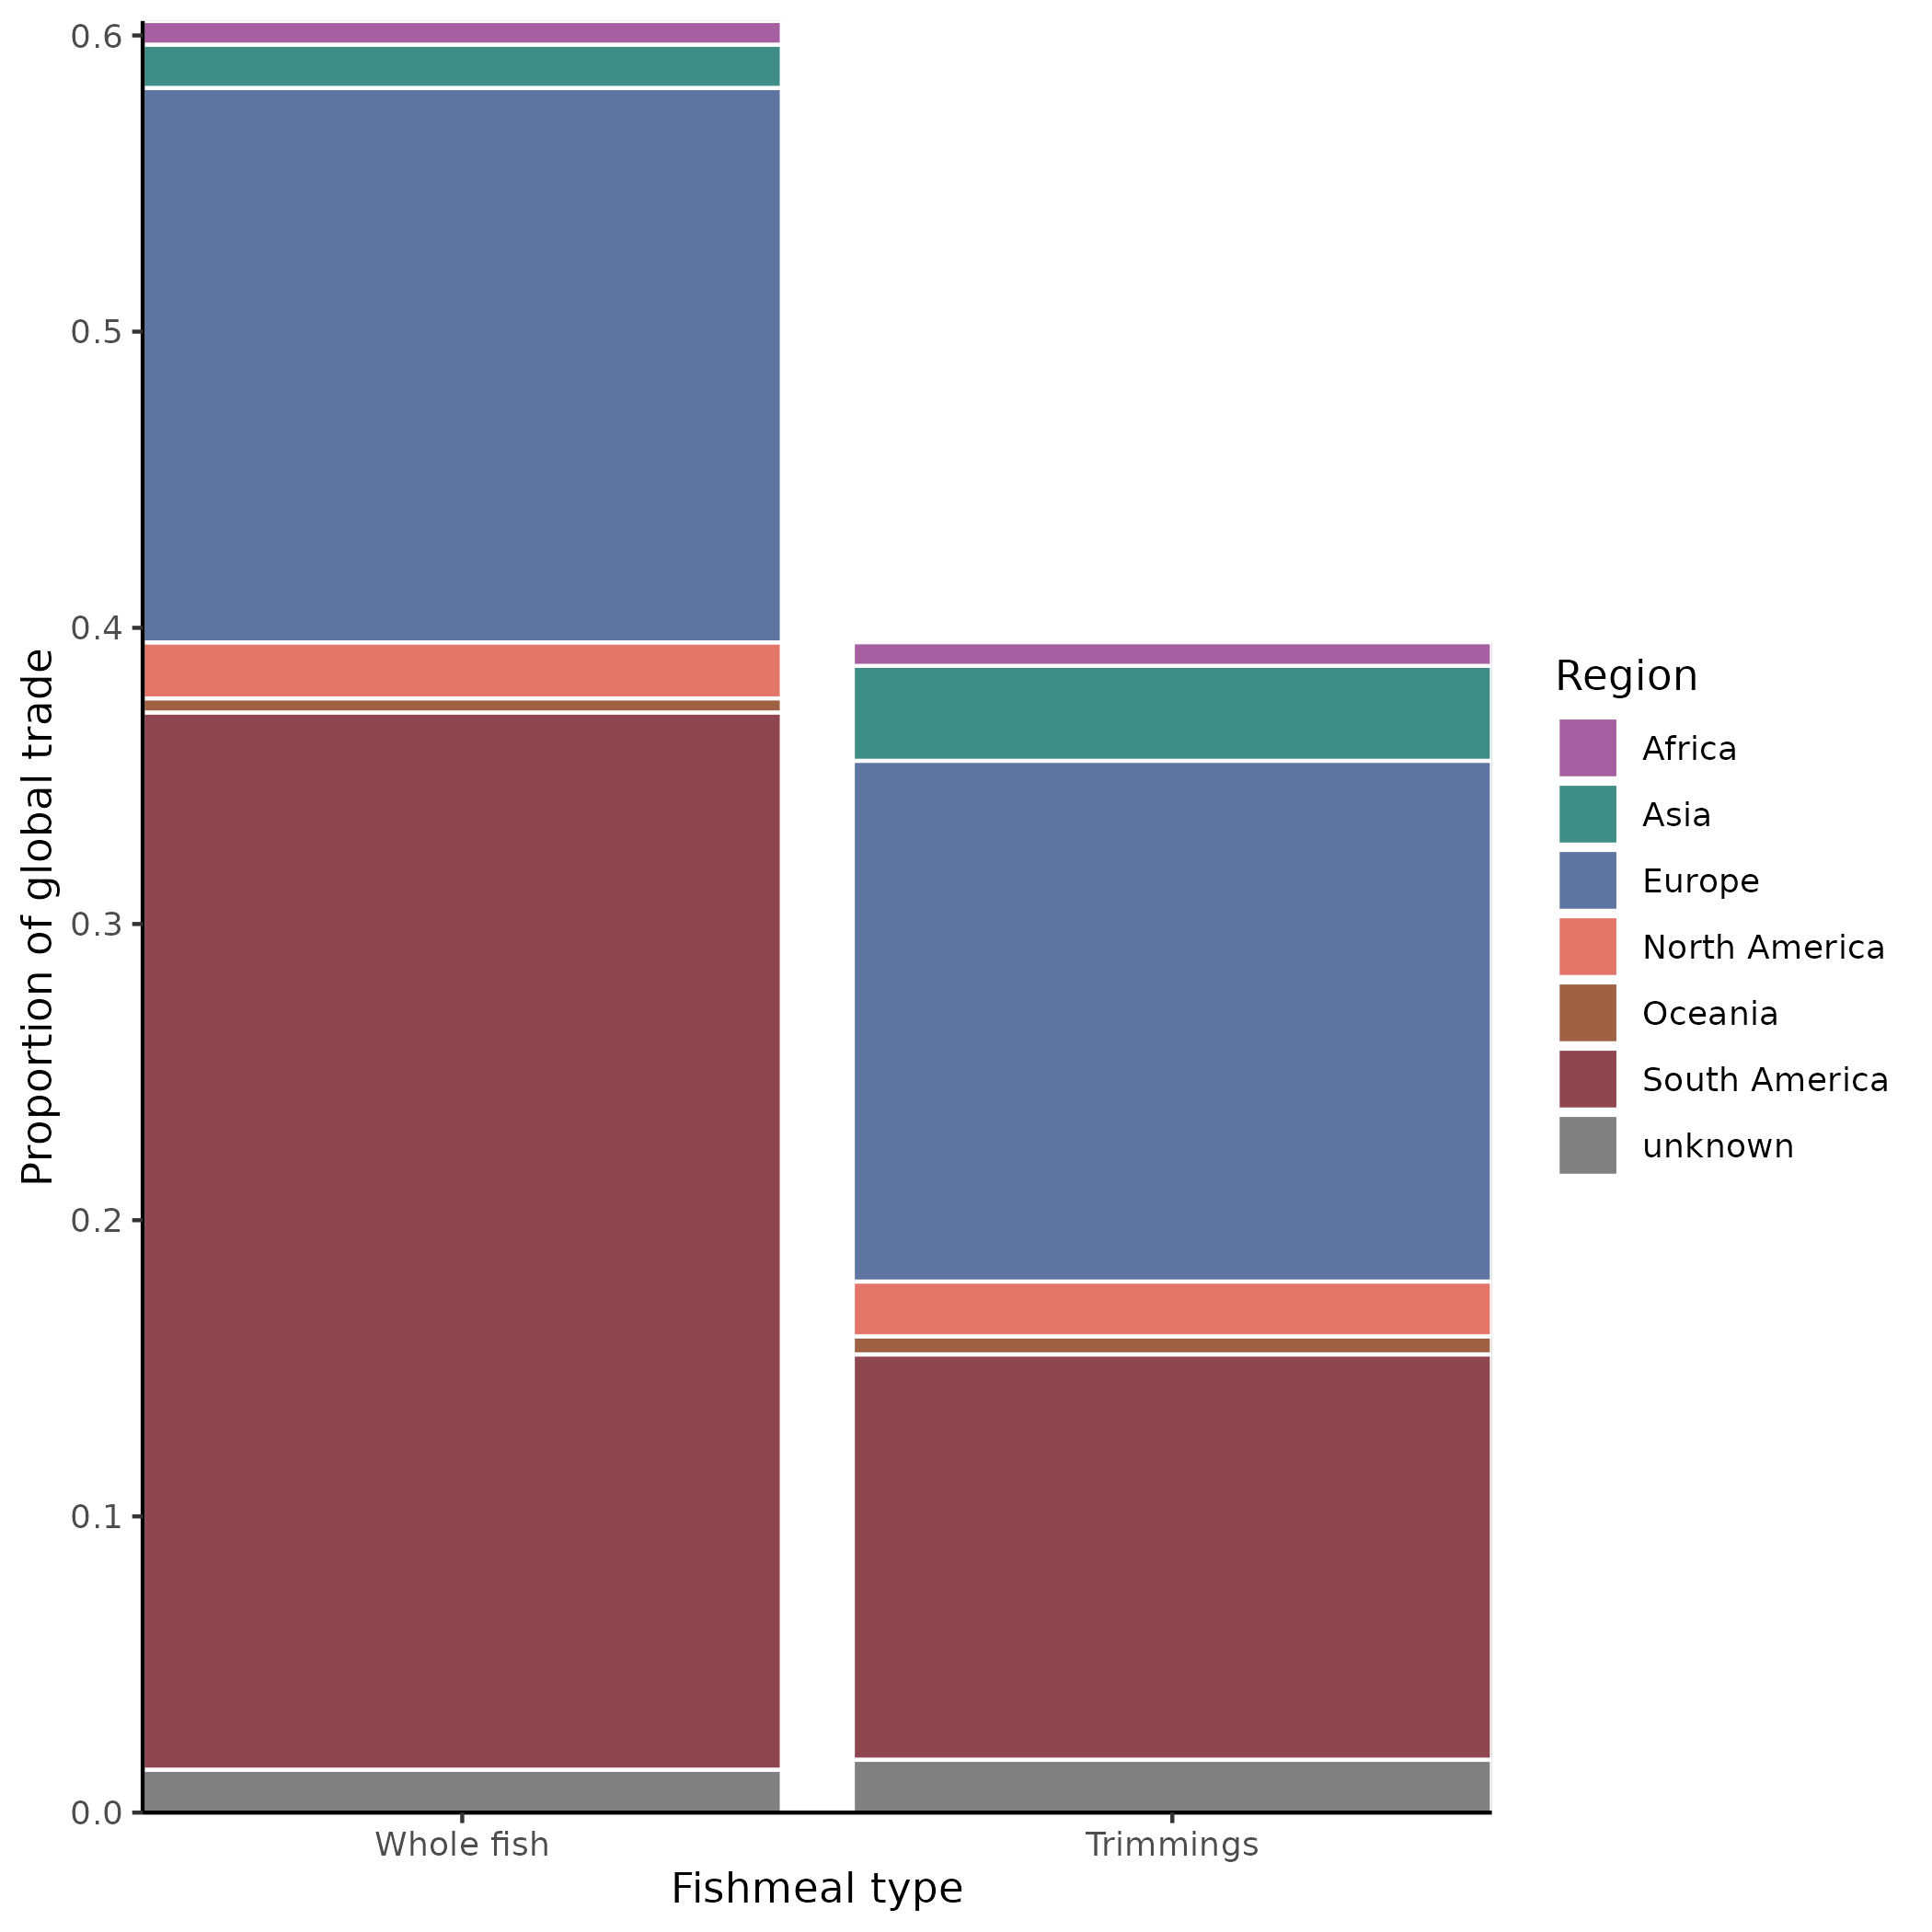 Proportion of global trade
0.6
0.5
0.4
0.3
0.2
0.1
0.0
Whole fish
Trimmings
Fishmeal type
Region
Africa
Asia
Europe
North America
Oceania
South America
unknown